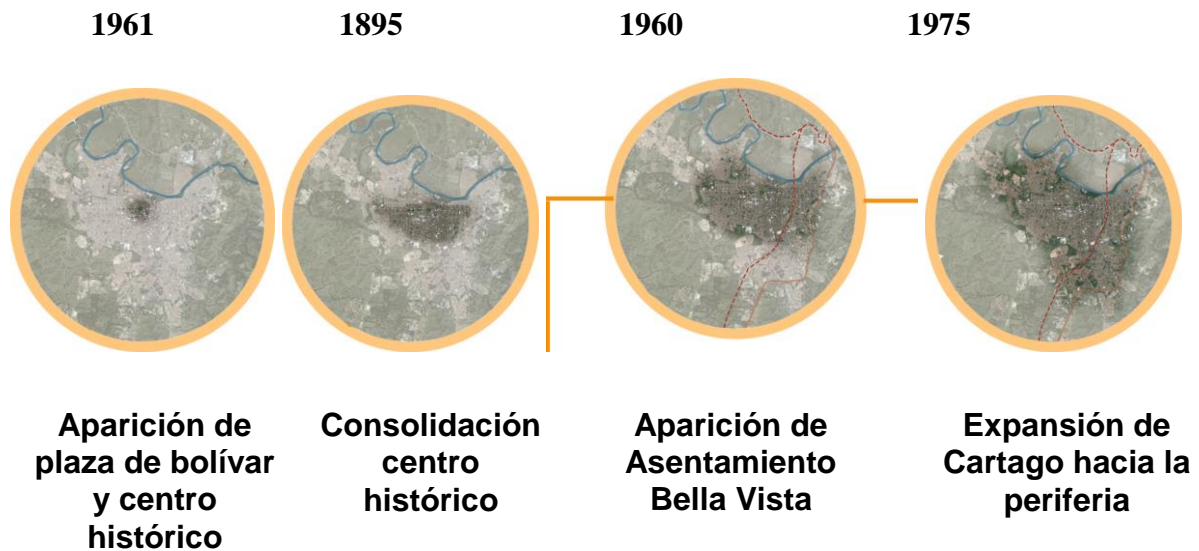 1961 1895 1960 1975
Aparición de
plaza de bolívar
y centro
histórico
Consolidación
centro
histórico
Aparición de
Asentamiento
Bella Vista
Expansión de
Cartago hacia la
periferia